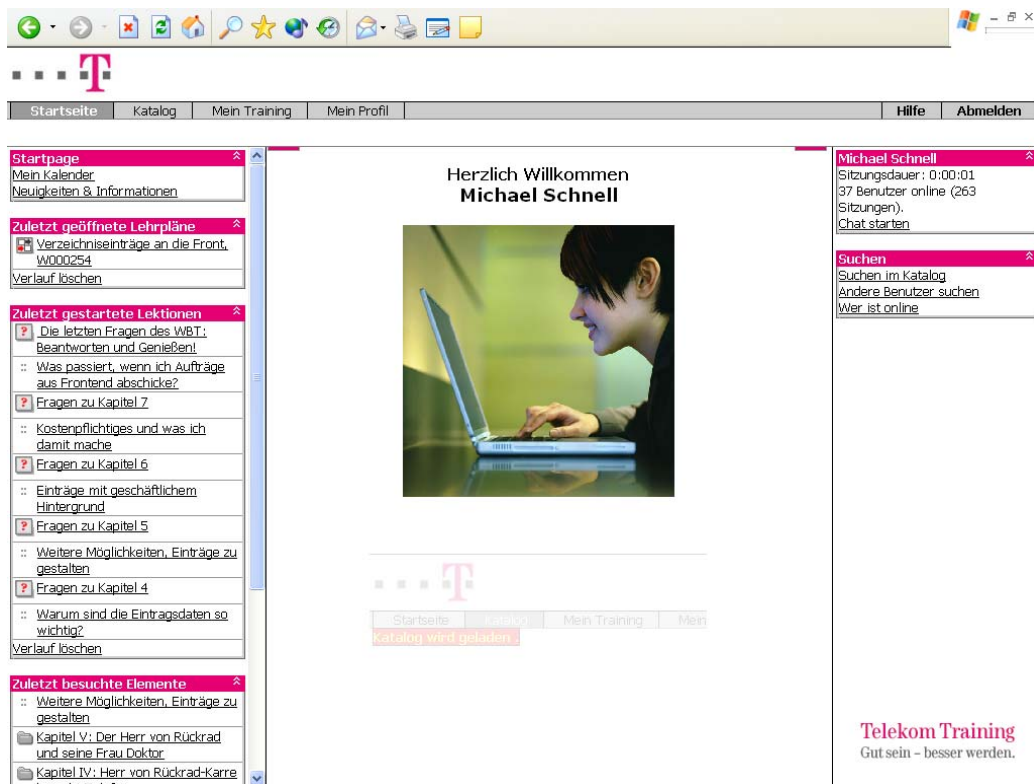 T
Startseite Katalog Mein Training Mein Profil Hilfe Abmelden
Startpage
Mein Kalender
Neuigkeiten & Informationen
Zuletzt geöffnete Lehrpläne
Verzeichniseinträge an die Front,
W000254
Verlauf löschen
Zuletzt gestartete Lektionen
Die letzten Fragen des WBT:
Beantworten und Genießen!
Was passiert, wenn ich Aufträge
aus Frontend abschicke?
Fragen zu Kapitel 7
Kostenpflichtiges und was ich
damit mache
Fragen zu Kapitel 6
Einträge mit geschäftlichem
Hintergrund
Fragen zu Kapitel 5
Weitere Möglichkeiten, Einträge zu
gestalten
Fragen zu Kapitel 4
Warum sind die Eintragsdaten so
wichtig?
Verlauf löschen
Zuletzt besuchte Elemente
Weitere Möglichkeiten, Einträge zu
gestalten
Kapitel V: Der Herr von Rückrad
und seine Frau Doktor
Kapitel IV: Herr von Rückrad-Karre
Herzlich Willkommen
Michael Schnell
T
Startseite Katalog Mein Training Mein
Katalog wird geladen .
Michael Schnell
Sitzungsdauer: 0:00:01
37 Benutzer online (263
Sitzungen).
Chat starten
Suchen
Suchen im Katalog
Andere Benutzer suchen
Wer ist online
Telekom Training
Gut sein – besser werden.